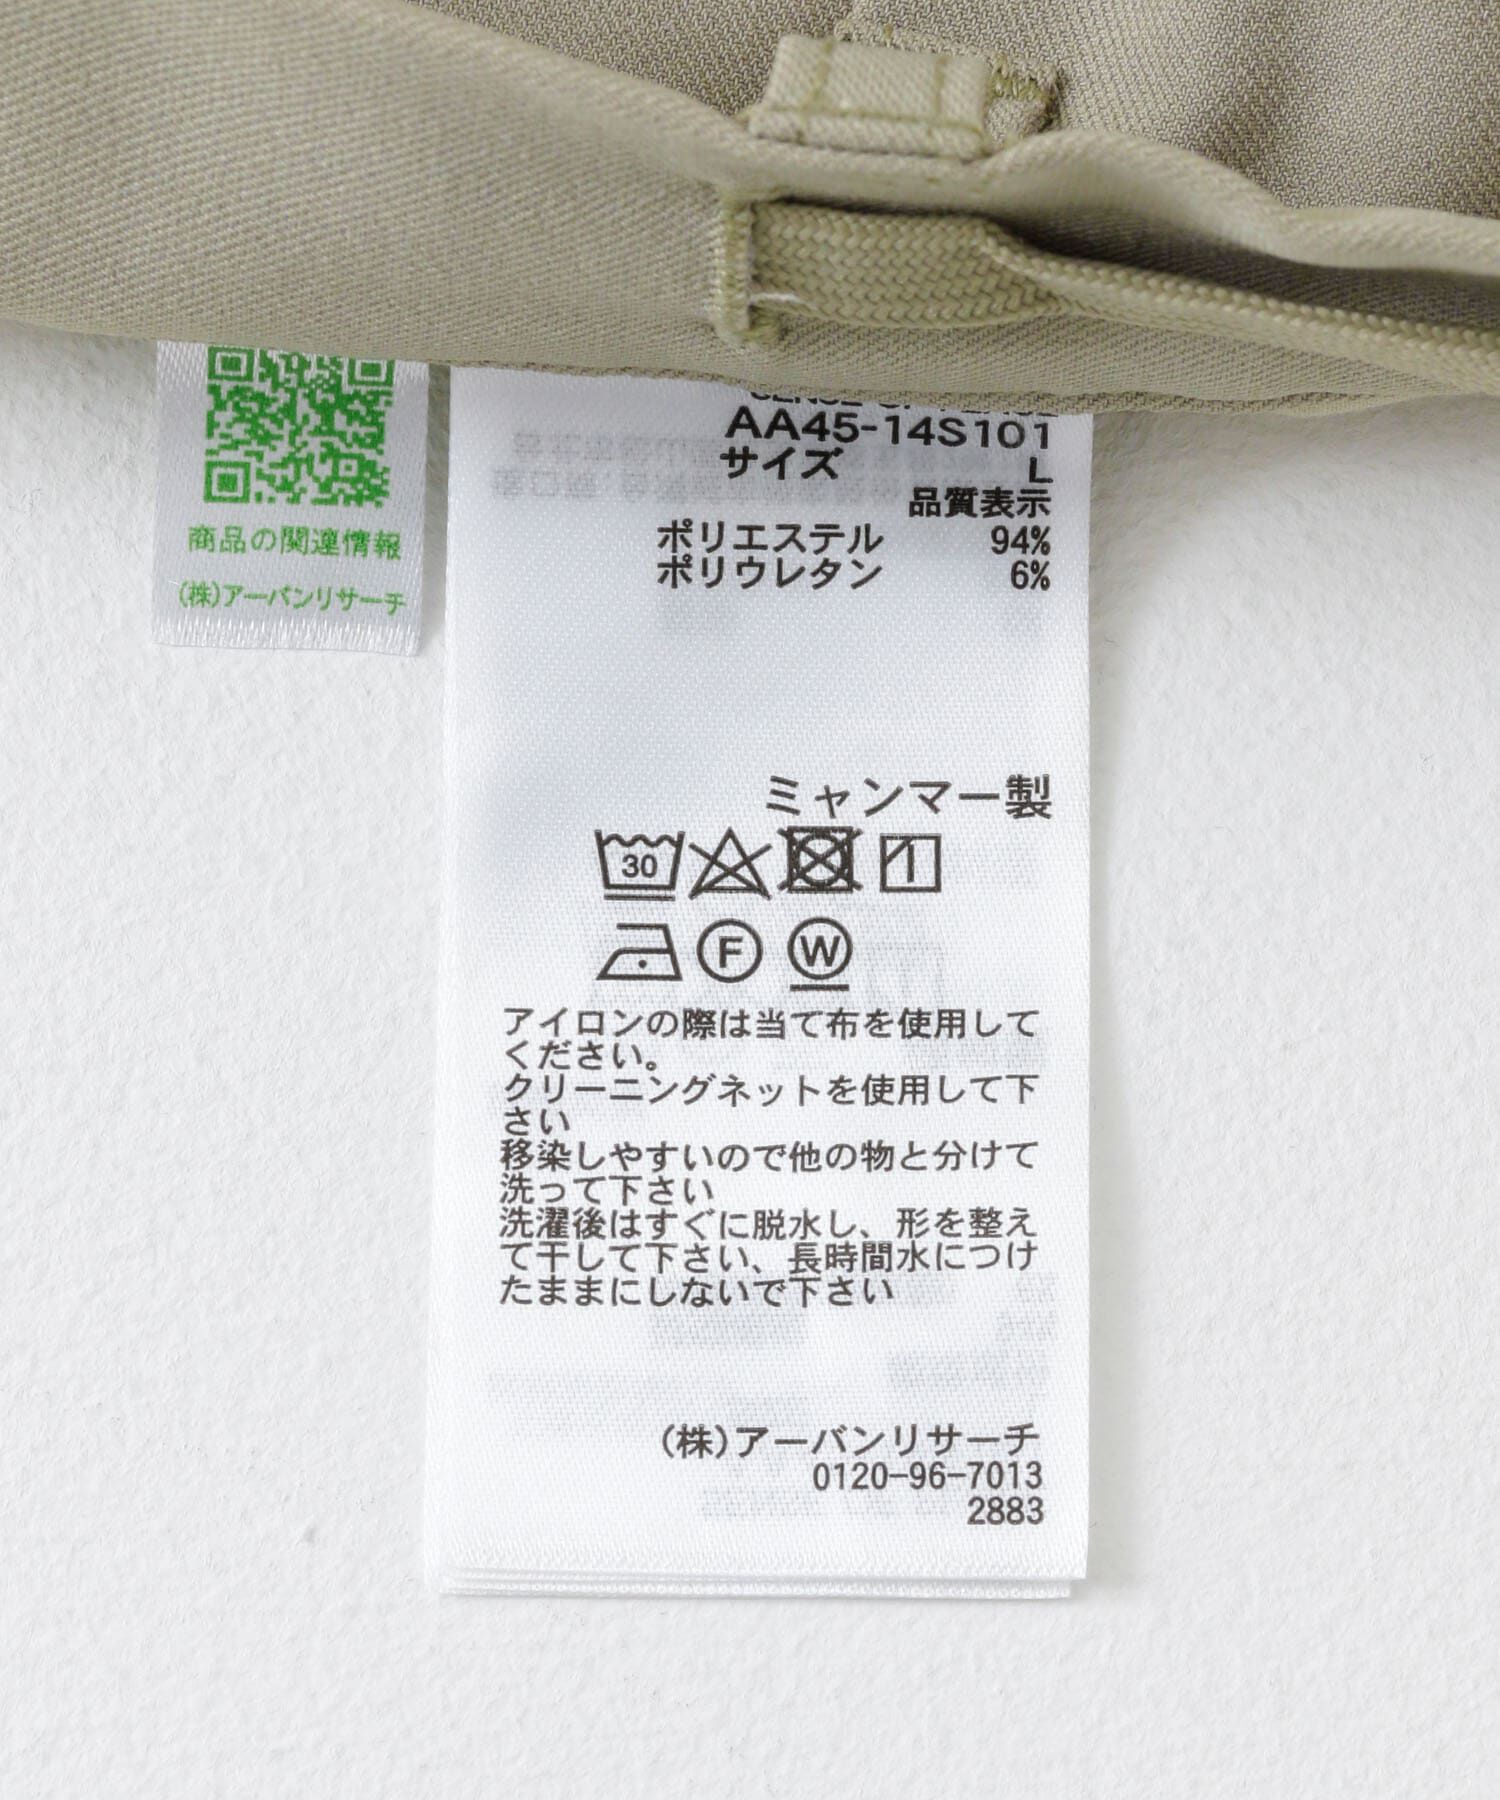 商品の関連情報
(株)アーバンリサーチ
AA45-14S101
サイズ L
品質表示
ポリエステル 94%
ポリウレタン 6%
ミャンマー製
30
F W
アイロンの際は当て布を使用して
ください。
クリーニングネットを使用して下
さい
移染しやすいので他の物と分けて
洗って下さい
洗濯後はすぐに脱水し、形を整え
て干して下さい、長時間水につけ
たままにしないで下さい
(株)アーバンリサーチ
0120-96-7013
2883